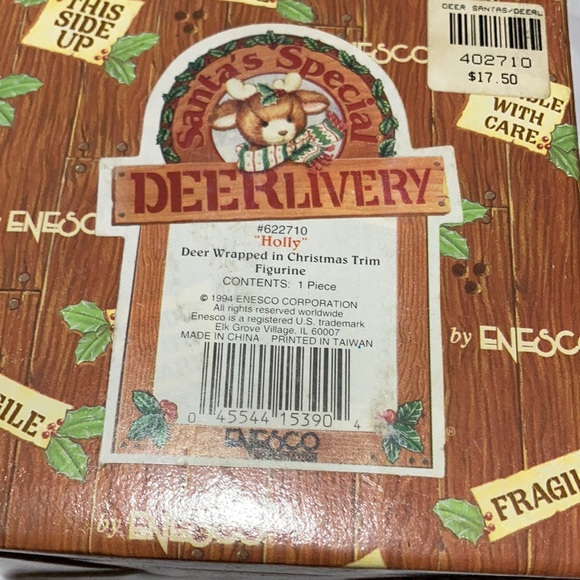 THIS
SIDE
UP
ENESCO
DEER SANTAS/DEERL
402710
$17.50
WITH
CARE
Santa's Special
DEERLIVERY
ENESC
#622710
"Holly"
Deer Wrapped in Christmas Trim
Figurine
CONTENTS: 1 Piece
© 1994 ENESCO CORPORATION
All rights reserved worldwide
Enesco is a registered U.S. trademark
Elk Grove Village, IL 60007
MADE IN CHINA PRINTED IN TAIWAN
by ENESCO
0 45544 15390 4
ENESCO
GILE
FRAGIL
by ENESCO